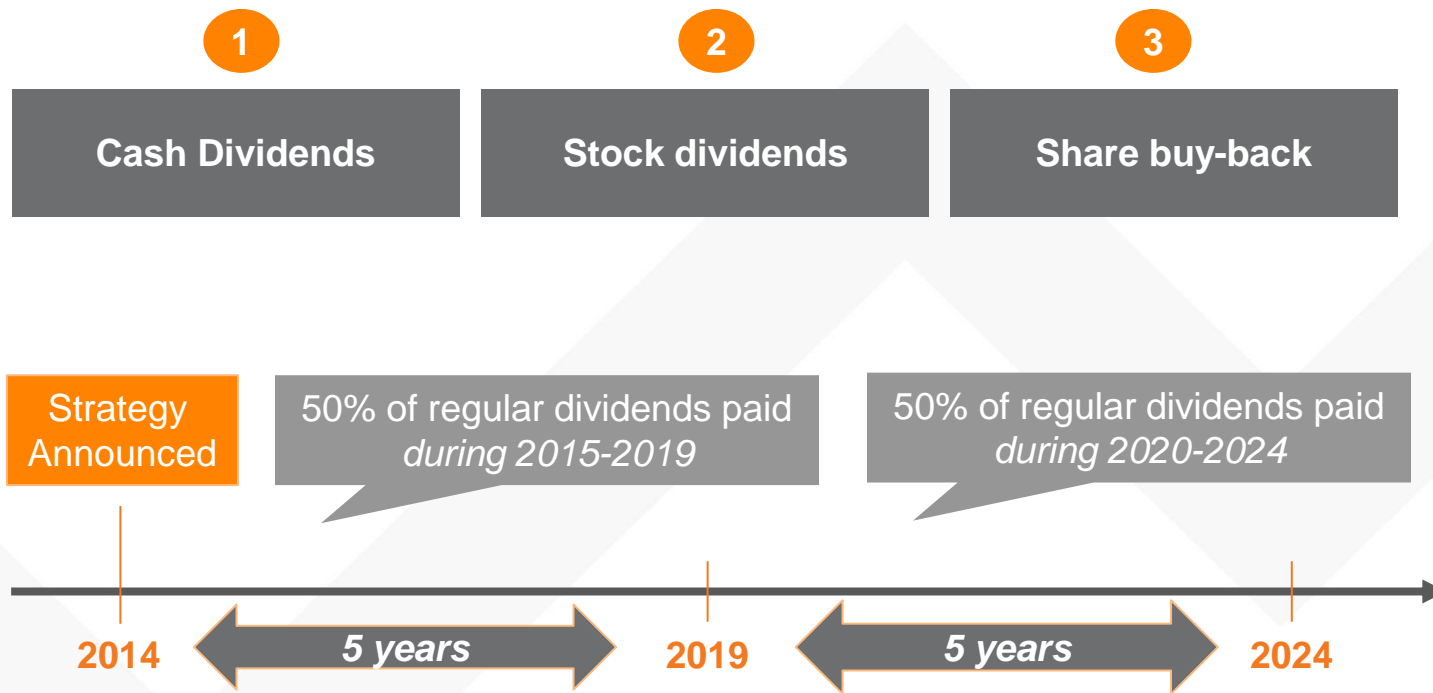 1
2
3
Cash Dividends
Stock dividends
Share buy-back
Strategy
Announced
50% of regular dividends paid
during 2015-2019
50% of regular dividends paid
during 2020-2024
2014
5 years
2019
5 years
2024